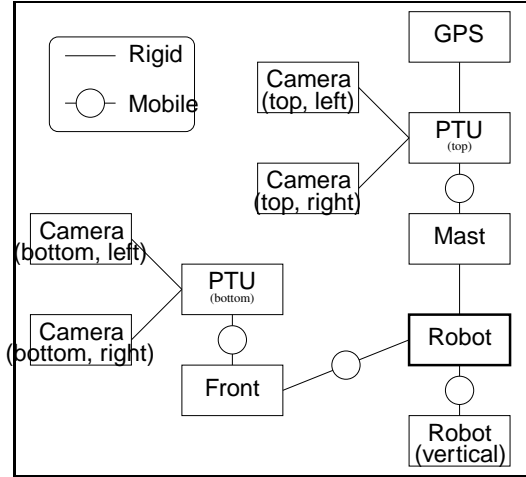 Rigid
Mobile
GPS
Camera
(top, left)
PTU
(top)
Camera
(top, right)
Mast
Camera
(bottom, left)
PTU
(bottom)
Camera
(bottom, right)
Front
Robot
Robot
(vertical)